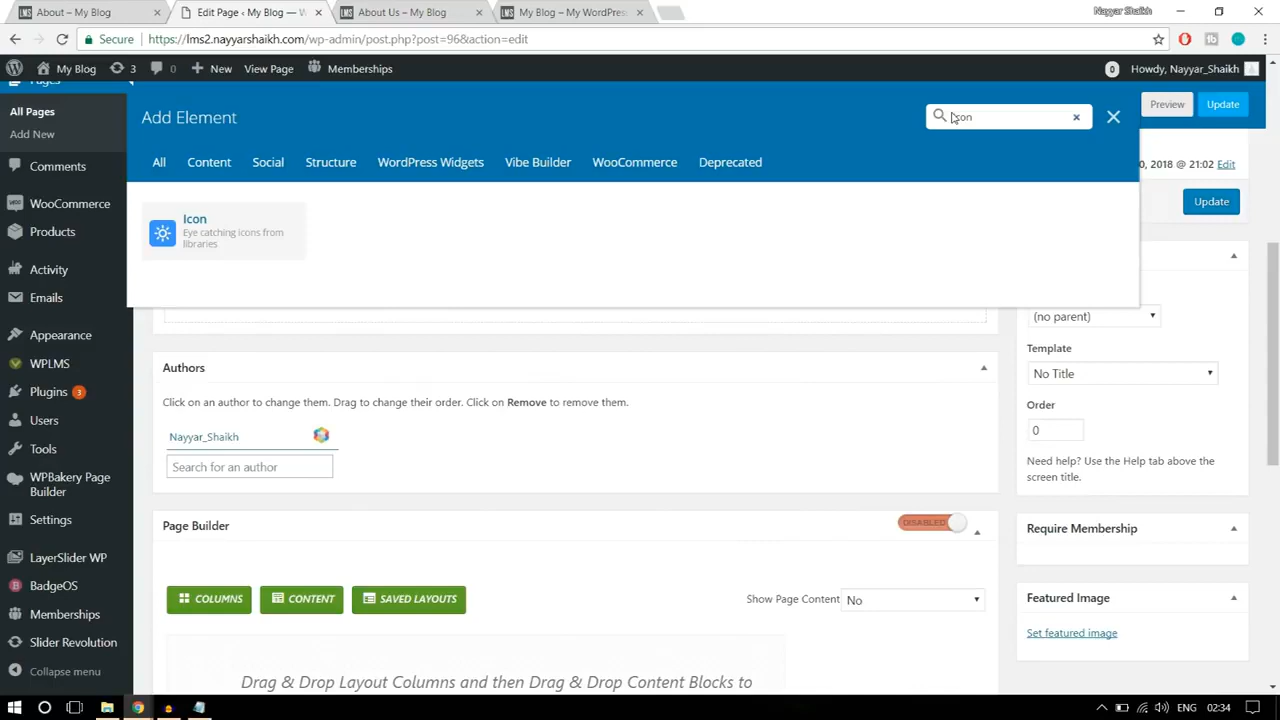 About – My Blog
Edit Page ‹ My Blog —
About Us – My Blog
My Blog – My WordPress
Nayyar Shaikh
Secure
https://lms2.nayyarshaikh.com/wp-admin/post.php?post=96&action=edit
My Blog
3
New
View Page
Memberships
0
Howdy, Nayyar_Shaikh
Pages
All Pages
Add New
Comments
WooCommerce
Products
Activity
Emails
Appearance
WPLMS
Plugins 3
Users
Tools
WPBakery Page
Builder
Settings
LayerSlider WP
BadgeOS
Memberships
Slider Revolution
Collapse menu
Add Element
icon
Preview
Update
All
Content
Social
Structure
WordPress Widgets
Vibe Builder
WooCommerce
Deprecated
0, 2018 @ 21:02 Edit
Update
Icon
Eye catching icons from
libraries
(no parent)
Template
No Title
Order
0
Need help? Use the Help tab above the
screen title.
Authors
Click on an author to change them. Drag to change their order. Click on Remove to remove them.
Nayyar_Shaikh
Search for an author
Page Builder
DISABLED
COLUMNS
CONTENT
SAVED LAYOUTS
Show Page Content
No
Drag & Drop Layout Columns and then Drag & Drop Content Blocks to
Require Membership
Featured Image
Set featured image
ENG
02:34